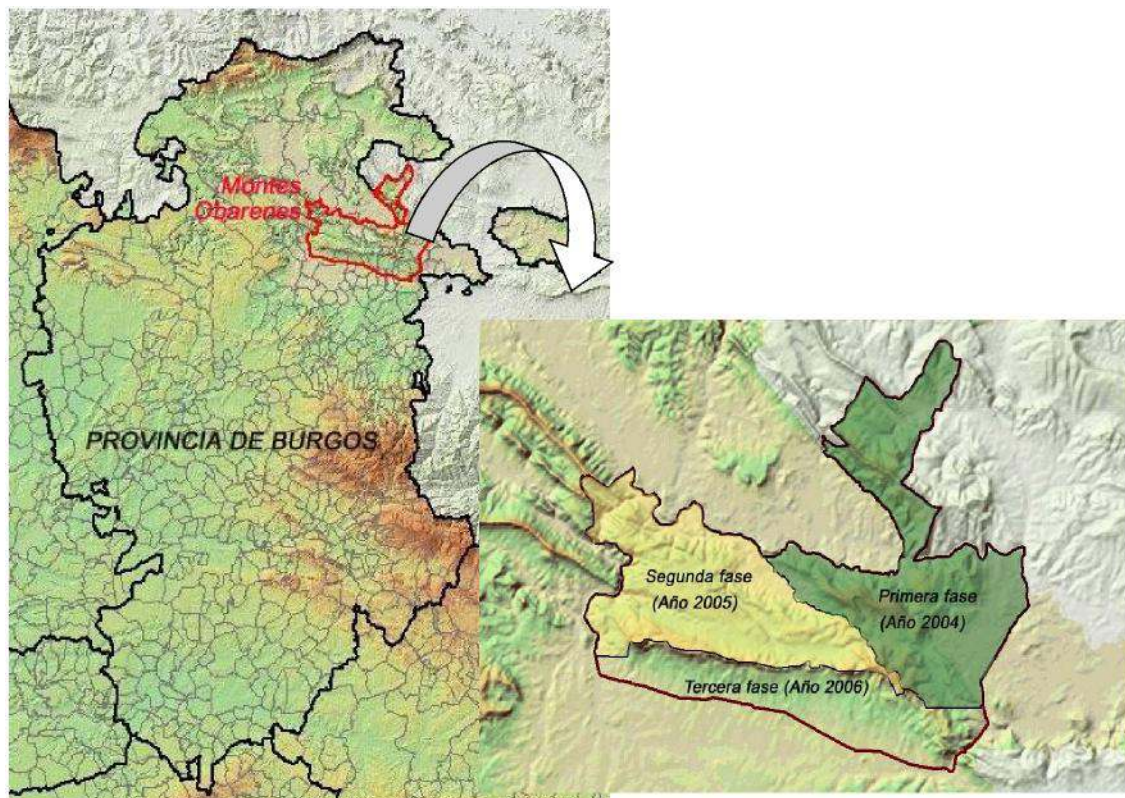 Montes
Obarenes
PROVINCIA DE BURGOS
Segunda fase
(Año 2005)
Primera fase
(Año 2004)
Tercera fase (Año 2006)